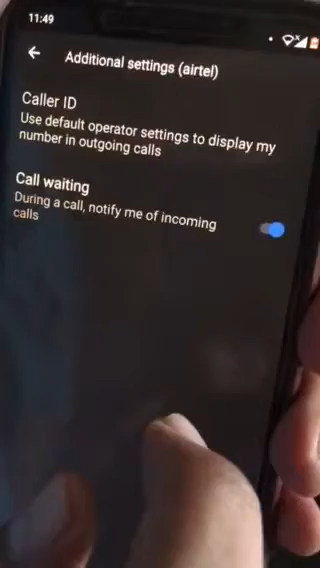 11:49
Additional settings (airtel)
Caller ID
Use default operator settings to display my
number in outgoing calls
Call waiting
During a call, notify me of incoming
calls